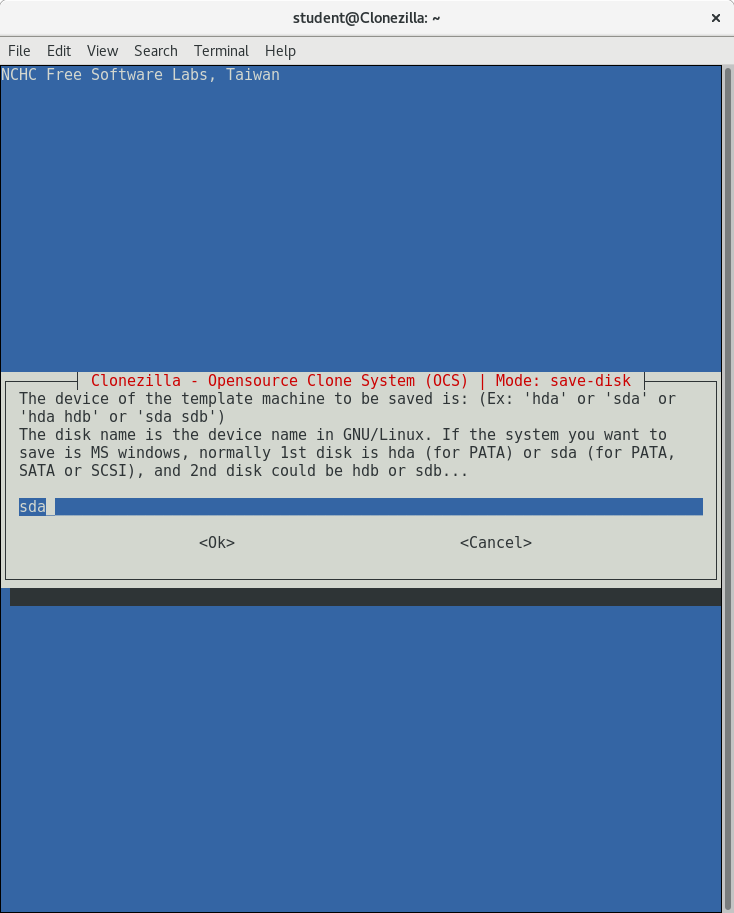 student@Clonezilla: ~
×
File Edit View Search Terminal Help
NCHC Free Software Labs, Taiwan
Clonezilla - Opensource Clone System (OCS) | Mode: save-disk
The device of the template machine to be saved is: (Ex: 'hda' or 'sda' or
'hda hdb' or 'sda sdb')
The disk name is the device name in GNU/Linux. If the system you want to
save is MS windows, normally 1st disk is hda (for PATA) or sda (for PATA,
SATA or SCSI), and 2nd disk could be hdb or sdb...
sda
<Ok> <Cancel>